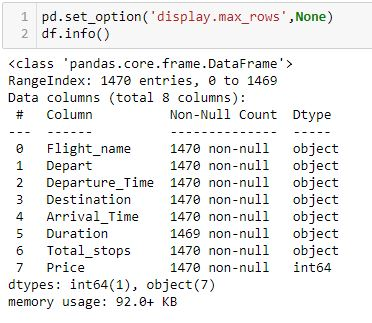 1 pd.set_option('display.max_rows',None)
2 df.info()
<class 'pandas.core.frame.DataFrame'>
RangeIndex: 1470 entries, 0 to 1469
Data columns (total 8 columns):
 #   Column          Non-Null Count  Dtype
---  ------          --------------  -----
 0   Flight_name     1470 non-null   object
 1   Depart          1470 non-null   object
 2   Departure_Time  1470 non-null   object
 3   Destination     1470 non-null   object
 4   Arrival_Time    1470 non-null   object
 5   Duration        1469 non-null   object
 6   Total_stops     1470 non-null   object
 7   Price           1470 non-null   int64
dtypes: int64(1), object(7)
memory usage: 92.0+ KB